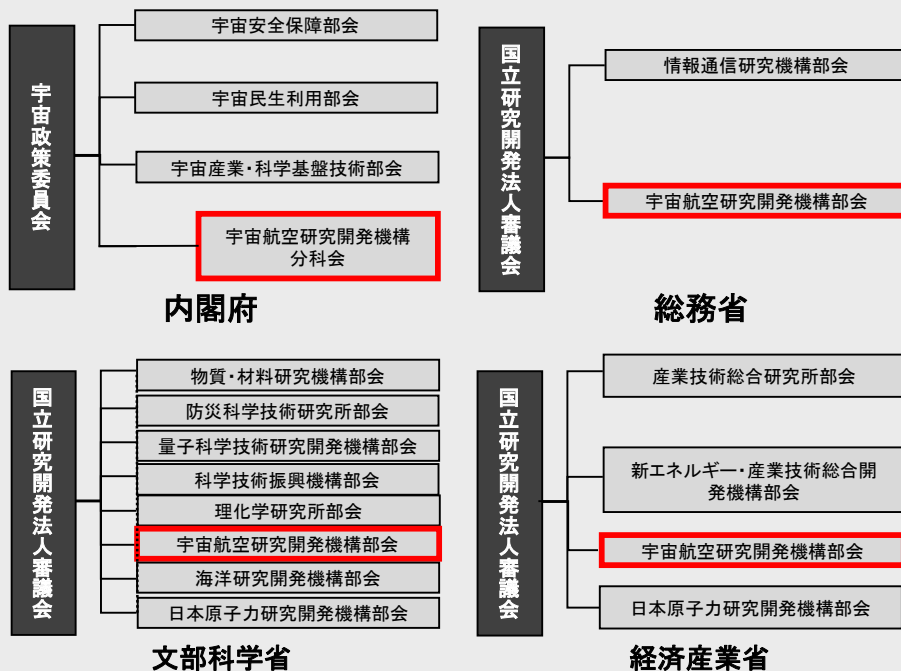 宇宙政策委員会
宇宙安全保障部会
宇宙民生利用部会
宇宙産業・科学基盤技術部会
宇宙航空研究開発機構
分科会
内閣府
国立研究開発法人審議会
情報通信研究機構部会
宇宙航空研究開発機構部会
総務省
国立研究開発法人審議会
物質・材料研究機構部会
防災科学技術研究所部会
量子科学技術研究開発機構部会
科学技術振興機構部会
理化学研究所部会
宇宙航空研究開発機構部会
海洋研究開発機構部会
日本原子力研究開発機構部会
文部科学省
国立研究開発法人審議会
産業技術総合研究所部会
新エネルギー・産業技術総合開
発機構部会
宇宙航空研究開発機構部会
日本原子力研究開発機構部会
経済産業省